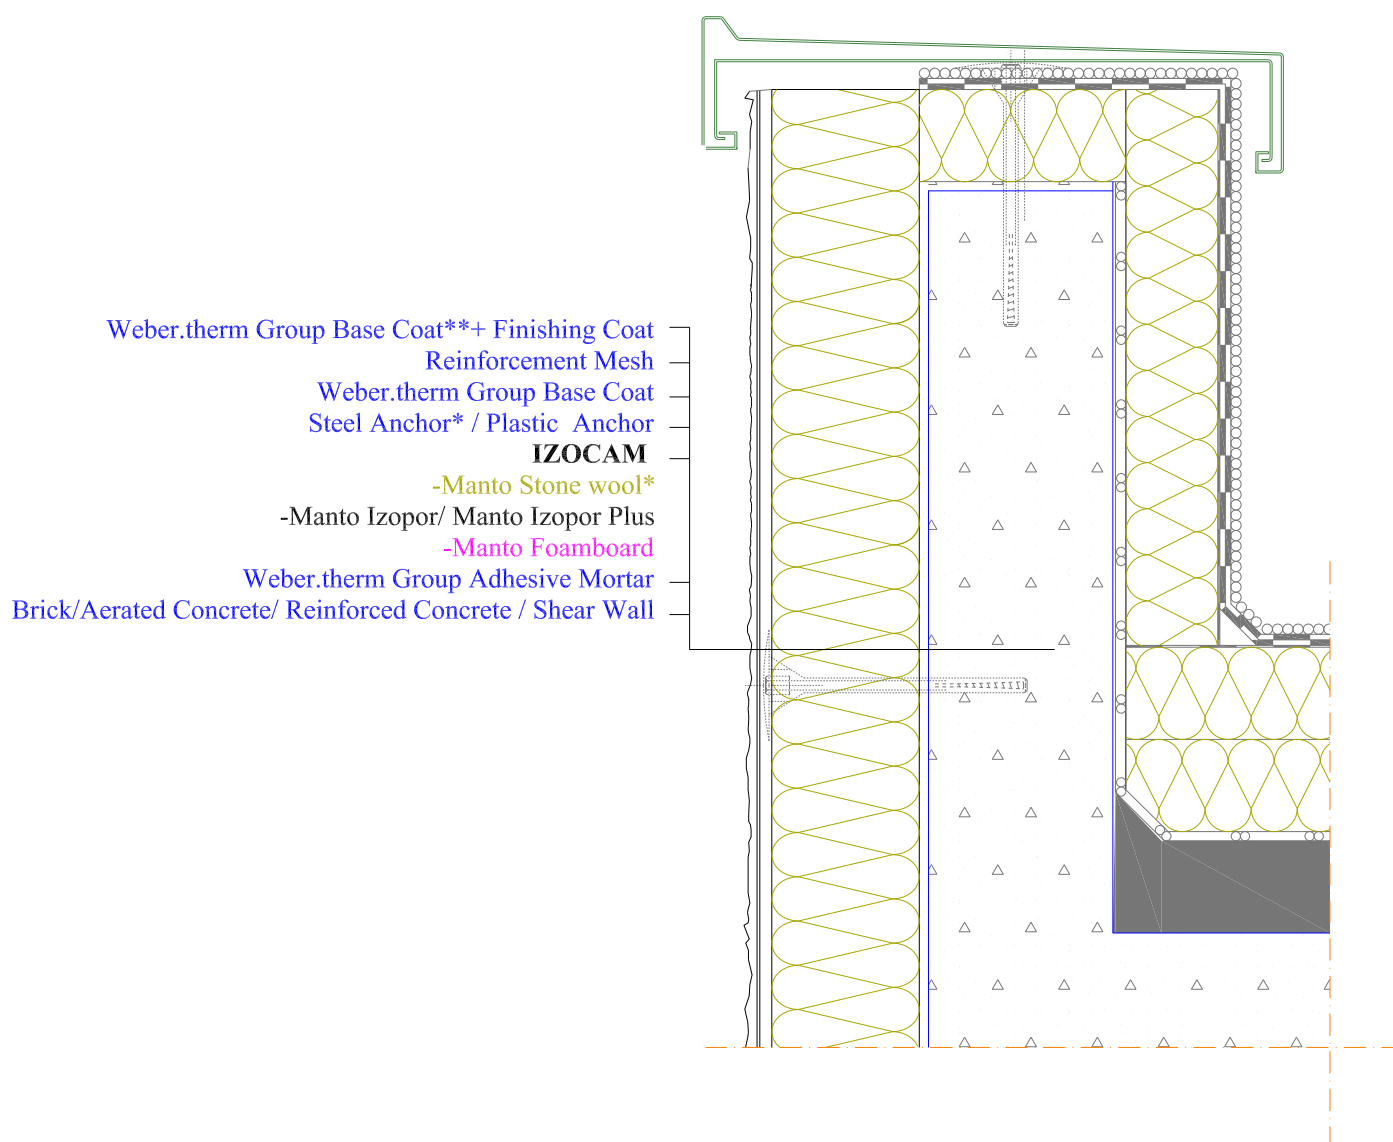 Weber.therm Group Base Coat**+ Finishing Coat
Reinforcement Mesh
Weber.therm Group Base Coat
Steel Anchor* / Plastic  Anchor
IZOCAM
-Manto Stone wool*
-Manto Izopor/ Manto Izopor Plus
-Manto Foamboard
Weber.therm Group Adhesive Mortar
Brick/Aerated Concrete/ Reinforced Concrete / Shear Wall